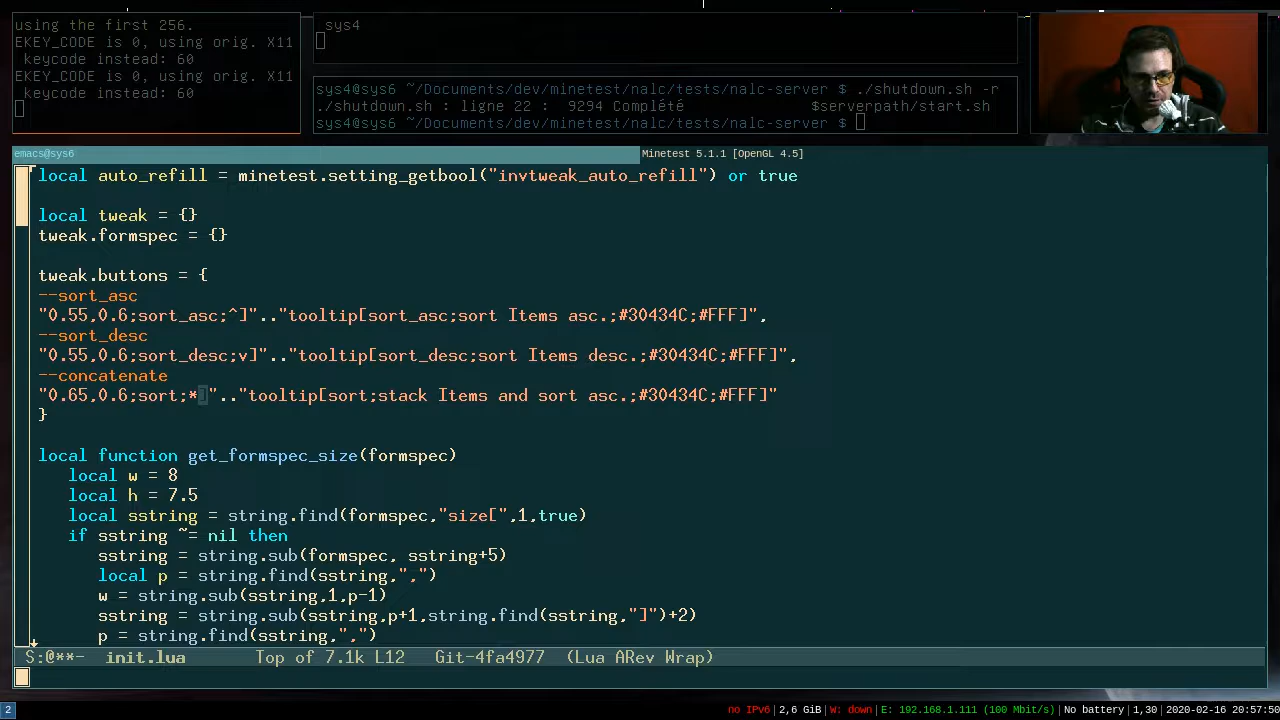 using the first 256.
EKEY_CODE is 0, using orig. X11
keycode instead: 60
EKEY_CODE is 0, using orig. X11
keycode instead: 60
sys4
sys4@sys6 ~/Documents/dev/minetest/nalc/tests/nalc-server $ ./shutdown.sh -r
./shutdown.sh : ligne 22 :  9294 Complété                $serverpath/start.sh
sys4@sys6 ~/Documents/dev/minetest/nalc/tests/nalc-server $
emacs@sys6
Minetest 5.1.1 [OpenGL 4.5]
local auto_refill = minetest.setting_getbool("invtweak_auto_refill") or true
local tweak = {}
tweak.formspec = {}
tweak.buttons = {
--sort_asc
"0.55,0.6;sort_asc;^]".."tooltip[sort_asc;sort Items asc.;#30434C;#FFF]",
--sort_desc
"0.55,0.6;sort_desc;v]".."tooltip[sort_desc;sort Items desc.;#30434C;#FFF]",
--concatenate
"0.65,0.6;sort;*]".."tooltip[sort;stack Items and sort asc.;#30434C;#FFF]"
}
local function get_formspec_size(formspec)
   local w = 8
   local h = 7.5
   local sstring = string.find(formspec,"size[",1,true)
   if sstring ~= nil then
      sstring = string.sub(formspec, sstring+5)
      local p = string.find(sstring,",")
      w = string.sub(sstring,1,p-1)
      sstring = string.sub(sstring,p+1,string.find(sstring,"]")+2)
      p = string.find(sstring,",")
S:@**-  init.lua       Top of 7.1k L12   Git-4fa4977  (Lua ARev Wrap)
2
no IPv6|2,6 GiB|W: down|E: 192.168.1.111 (100 Mbit/s)|No battery|1,30|2020-02-16 20:57:50